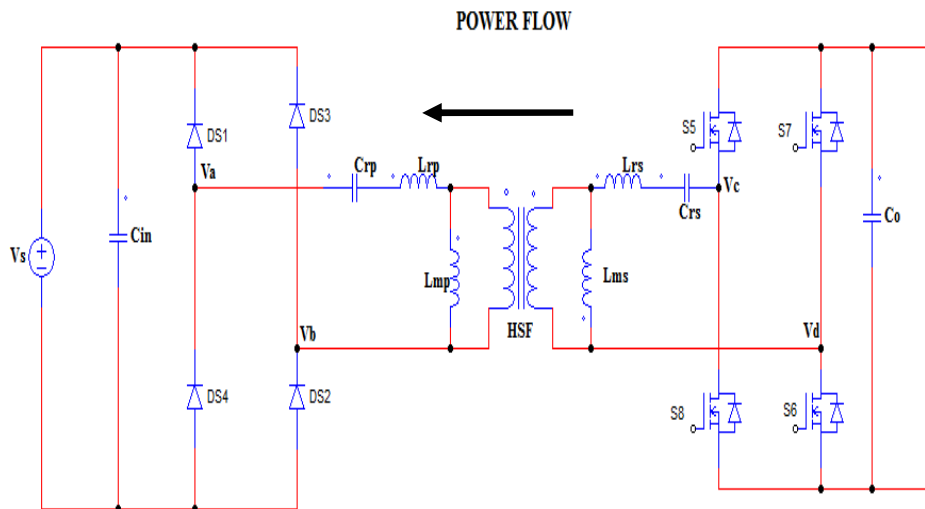 POWER FLOW
DS3
DS1
S5
S7
Va
Crp
Lrp
Lrs
Vc
Crs
Cin
Co
Vs
Lmp
Lms
Vb
HSF
Vd
DS4
DS2
S8
S6